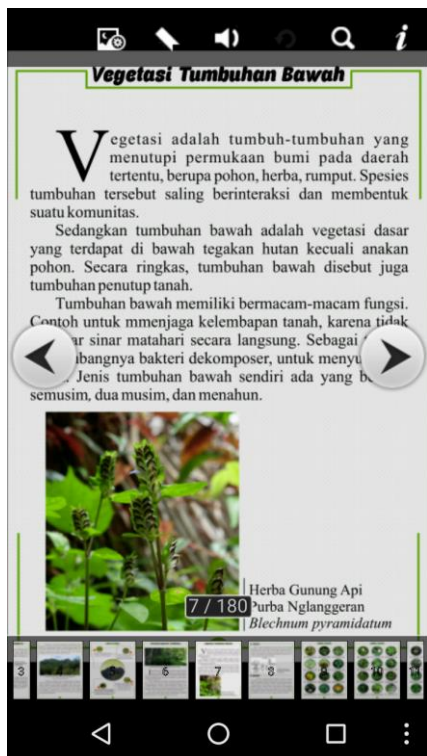 Vegetasi Tumbuhan Bawah
Vegetasi adalah tumbuh-tumbuhan yang
menutupi permukaan bumi pada daerah
tertentu, berupa pohon, herba, rumput. Spesies
tumbuhan tersebut saling berinteraksi dan membentuk
suatu komunitas.
Sedangkan tumbuhan bawah adalah vegetasi dasar
yang terdapat di bawah tegakan hutan kecuali anakan
pohon. Secara ringkas, tumbuhan bawah disebut juga
tumbuhan penutup tanah.
Tumbuhan bawah memiliki bermacam-macam fungsi.
Contoh untuk mmenjaga kelembapan tanah, karena tidak
sinar matahari secara langsung. Sebagai
bakteri dekomposer, untuk
Jenis tumbuhan bawah sendiri ada yang
semusim, dua musim, dan menahun.
7 / 180
Herba Gunung Api
Purba Nglanggeran
Blechnum pyramidatum
3
6
7
8
10